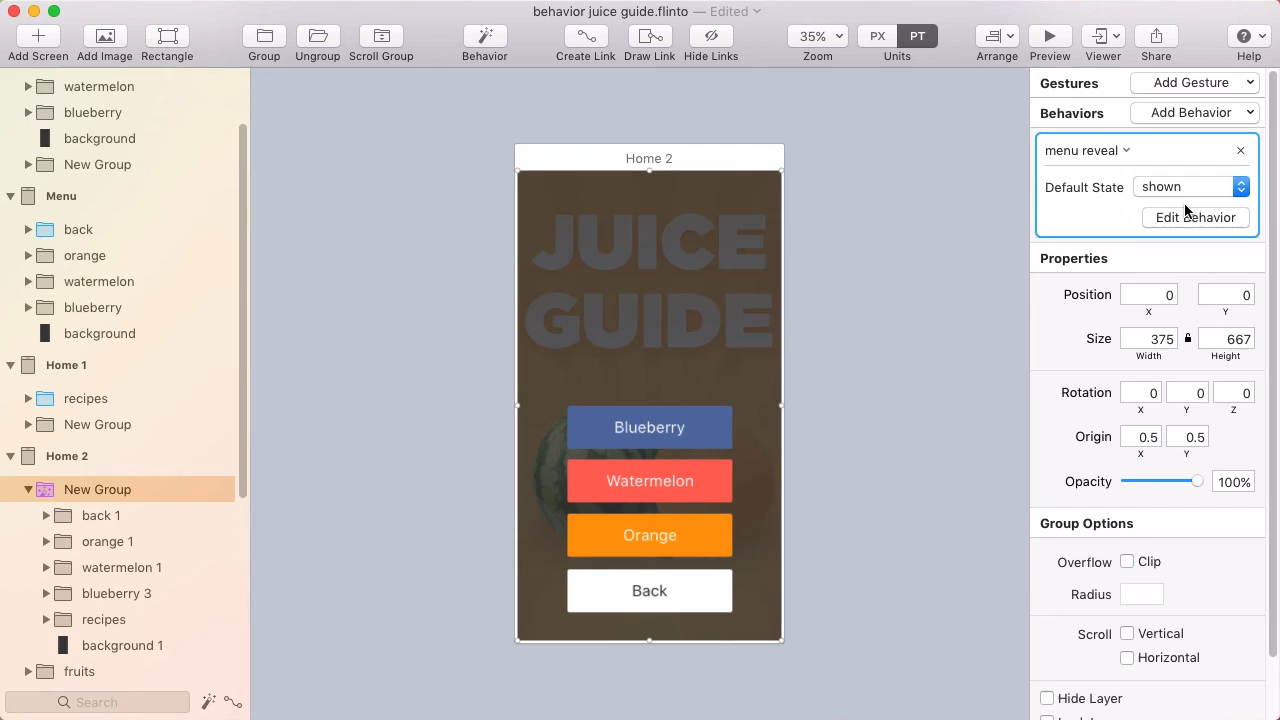 behavior juice guide.flinto — Edited
Add Screen
Add Image
Rectangle
Group
Ungroup
Scroll Group
Behavior
Create Link
Draw Link
Hide Links
35%
Zoom
PX
PT
Units
Arrange
Preview
Viewer
Share
Help
watermelon
blueberry
background
New Group
Menu
back
orange
watermelon
blueberry
background
Home 1
recipes
New Group
Home 2
New Group
back 1
orange 1
watermelon 1
blueberry 3
recipes
background 1
fruits
Search
Home 2
JUICE
GUIDE
Blueberry
Watermelon
Orange
Back
Gestures
Add Gesture
Behaviors
Add Behavior
menu reveal
Default State
shown
Edit Behavior
Properties
Position
0
0
X
Y
Size
375
667
Width
Height
Rotation
0
0
0
X
Y
Z
Origin
0.5
0.5
X
Y
Opacity
100%
Group Options
Overflow
Clip
Radius
Scroll
Vertical
Horizontal
Hide Layer